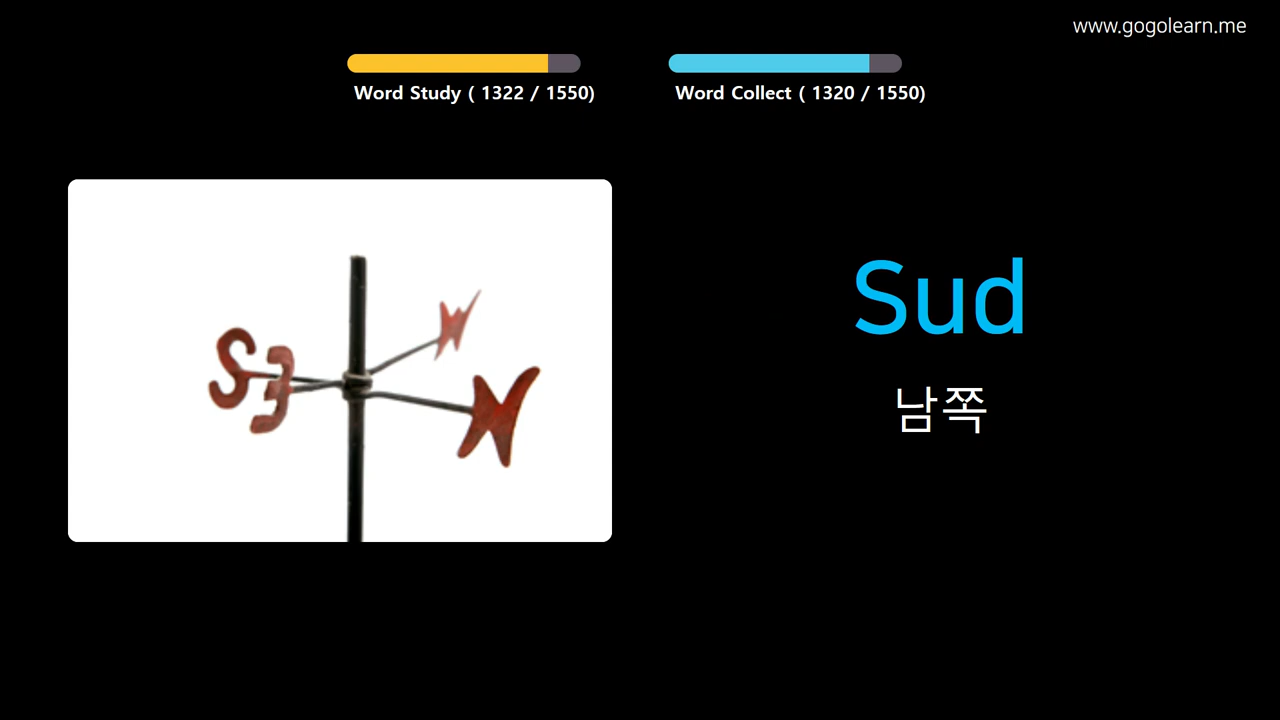 www.gogolearn.me
Word Study ( 1322 / 1550)
Word Collect ( 1320 / 1550)
Sud
남쪽
S
E
N